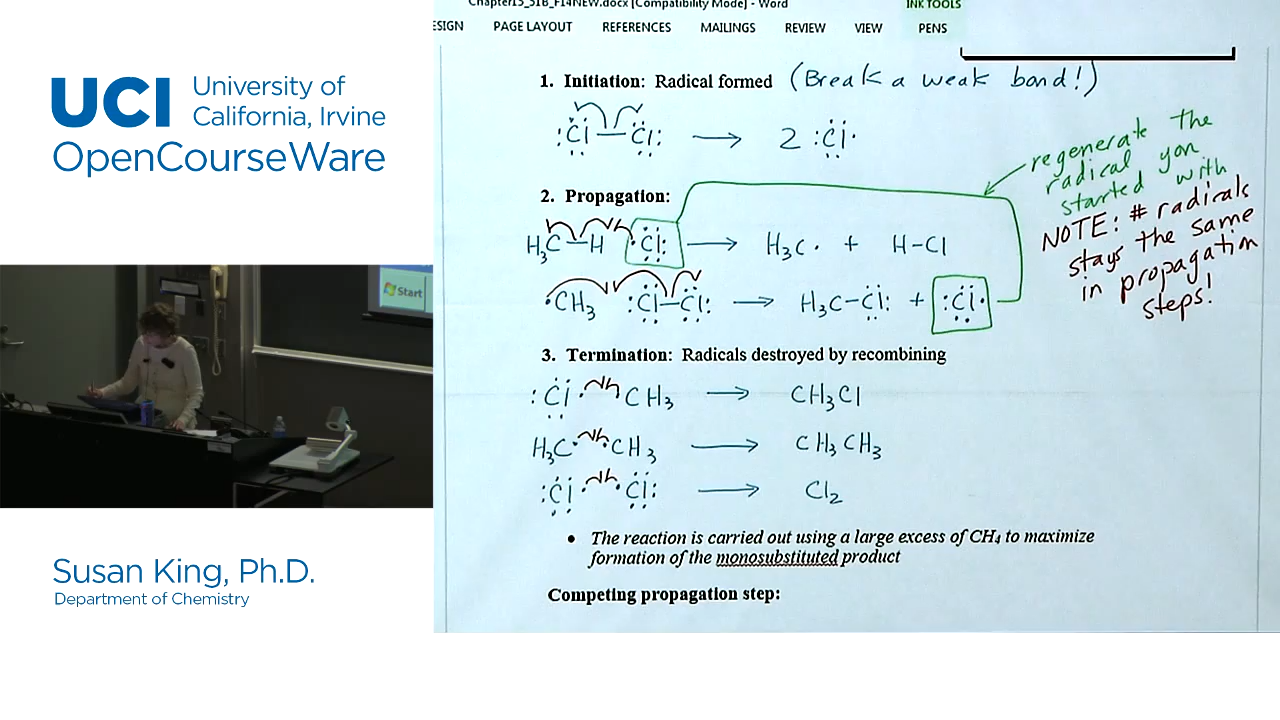 Chapter15_51B_F14NEW.docx [Compatibility Mode] - Word
INK TOOLS
ESIGN PAGE LAYOUT REFERENCES MAILINGS REVIEW VIEW PENS
UCI University of
California, Irvine
OpenCourseWare
1. Initiation: Radical formed (Break a weak bond!)
:Cl — Cl: → 2 :Cl·
2. Propagation:
H₃C—H ·Cl: → H₃C· + H-Cl
·CH₃ :Cl—Cl: → H₃C-Cl: + :Cl·
regenerate the
radical you
started with
NOTE: # radicals
stays the same
in propagation
steps!
3. Termination: Radicals destroyed by recombining
:Cl· ·CH₃ → CH₃Cl
H₃C· ·CH₃ → CH₃CH₃
:Cl· ·Cl: → Cl₂
• The reaction is carried out using a large excess of CH₄ to maximize
formation of the monosubstituted product
Competing propagation step:
Start
Susan King, Ph.D.
Department of Chemistry